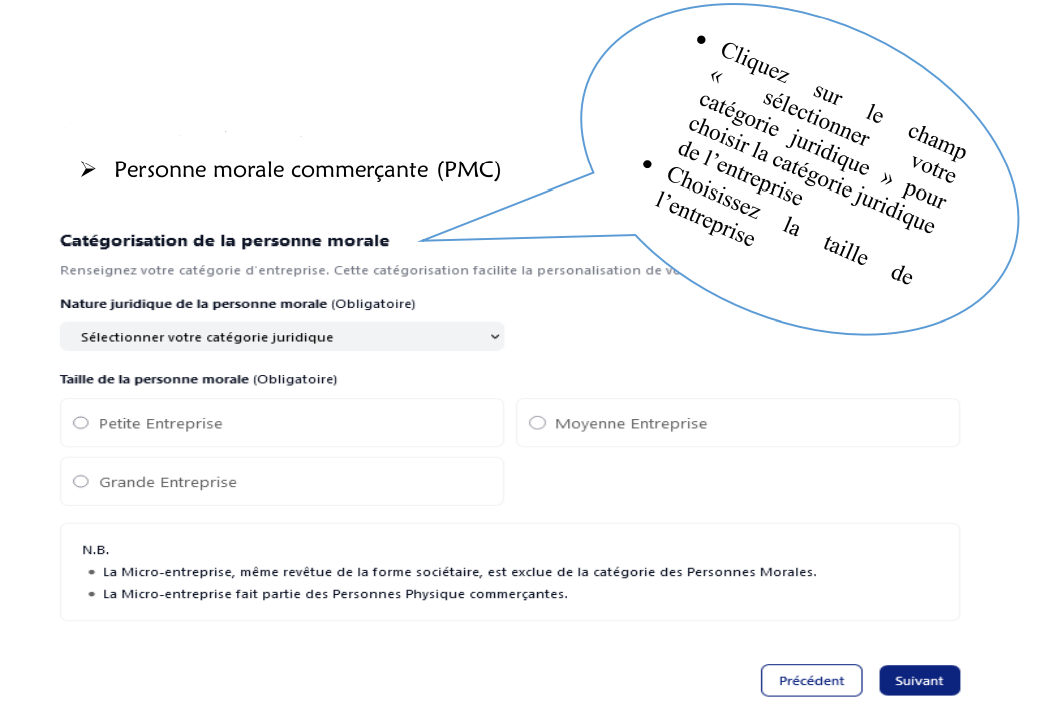 • Cliquez sur le champ
« sélectionner votre
catégorie juridique » pour
choisir la catégorie juridique
de l’entreprise
• Choisissez la taille de
l’entreprise
➢ Personne morale commerçante (PMC)
Catégorisation de la personne morale
Renseignez votre catégorie d'entreprise. Cette catégorisation facilite la personalisation de
Nature juridique de la personne morale (Obligatoire)
Sélectionner votre catégorie juridique
Taille de la personne morale (Obligatoire)
Petite Entreprise
Moyenne Entreprise
Grande Entreprise
N.B.
• La Micro-entreprise, même revêtue de la forme sociétaire, est exclue de la catégorie des Personnes Morales.
• La Micro-entreprise fait partie des Personnes Physique commerçantes.
Précédent
Suivant